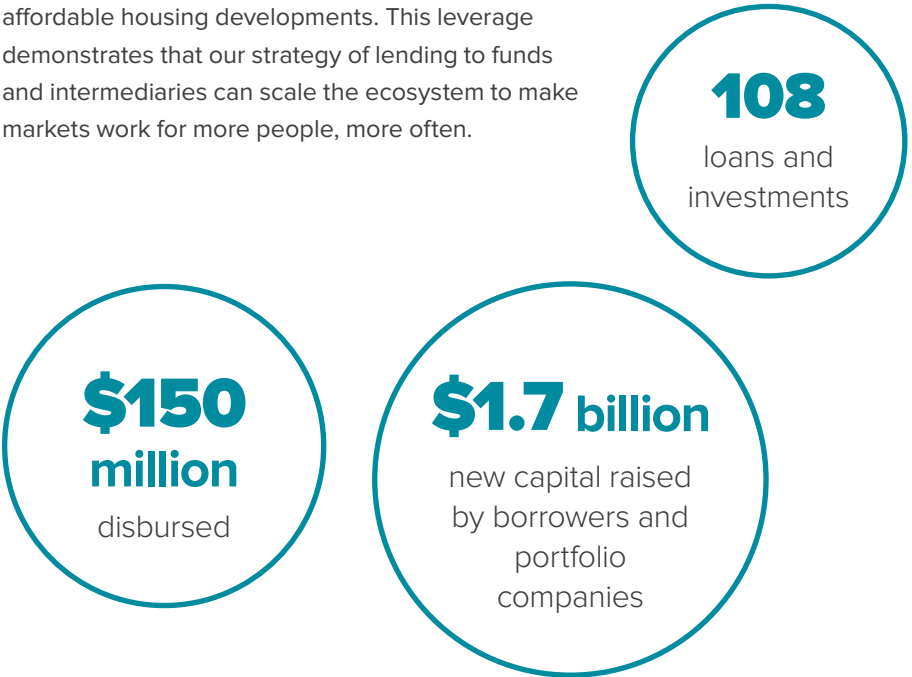 affordable housing developments. This leverage
demonstrates that our strategy of lending to funds
and intermediaries can scale the ecosystem to make
markets work for more people, more often.
108
loans and
investments
$150
million
disbursed
$1.7 billion
new capital raised
by borrowers and
portfolio
companies